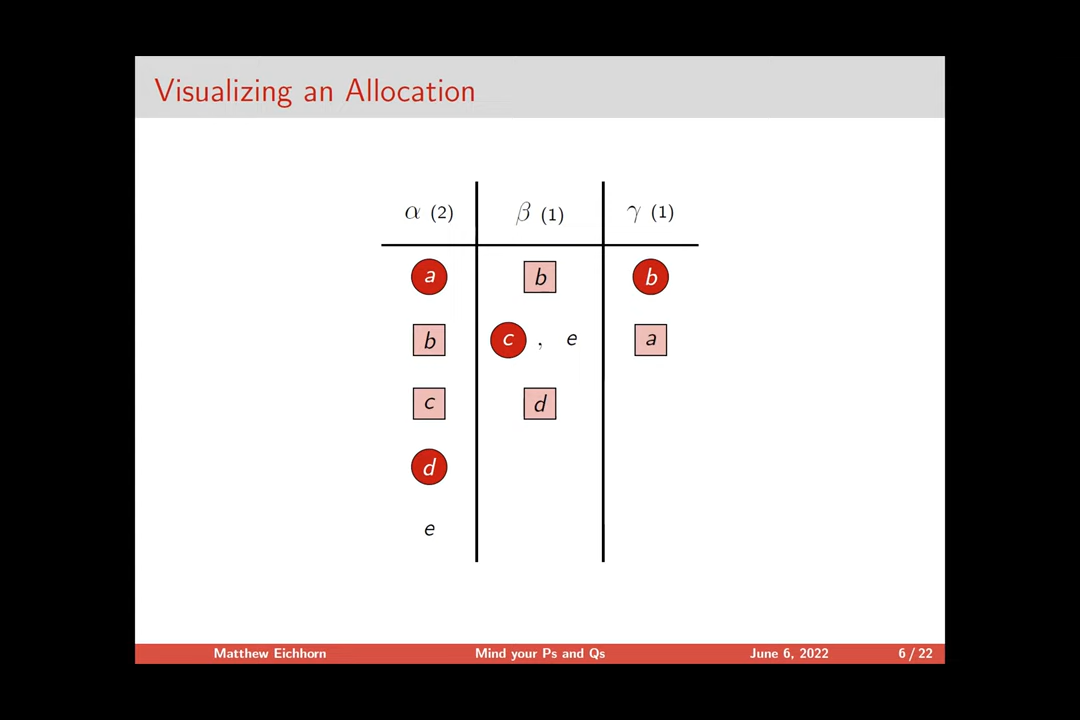 Visualizing an Allocation
α (2) β (1) γ (1)
a b b
b c , e a
c d
d
e
Matthew Eichhorn Mind your Ps and Qs June 6, 2022 6 / 22